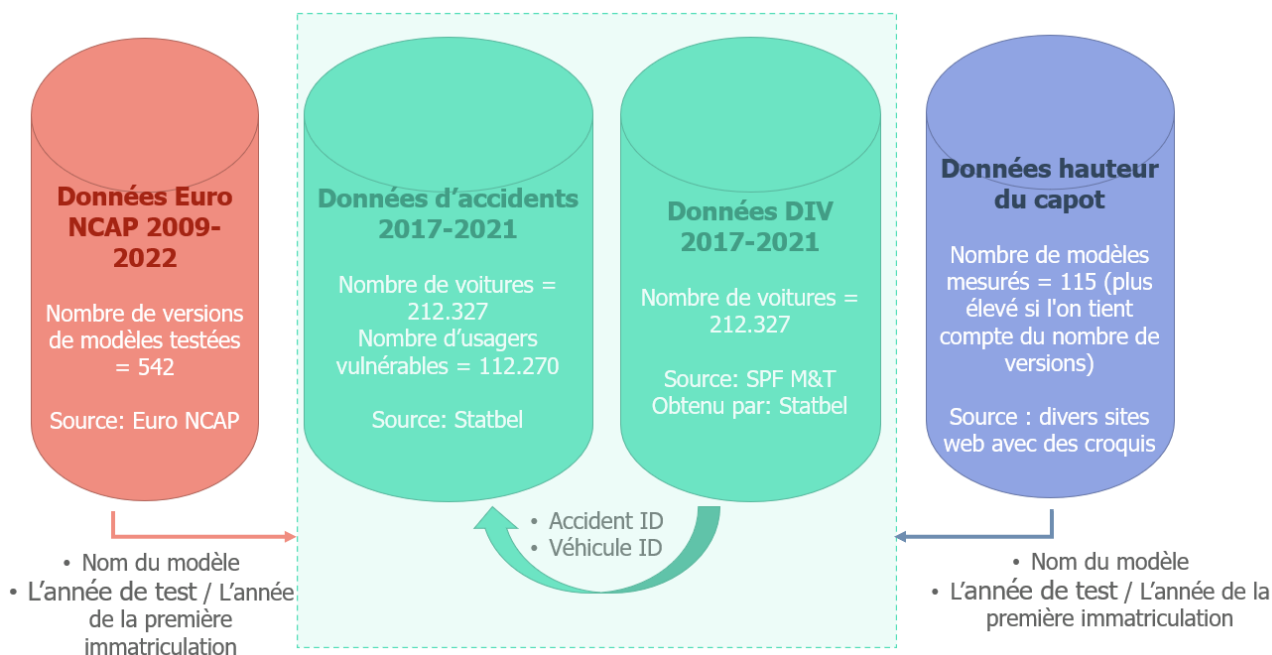 Données Euro
NCAP 2009-
2022
Nombre de versions
de modèles testées
= 542
Source: Euro NCAP
Données d’accidents
2017-2021
Nombre de voitures =
212.327
Nombre d’usagers
vulnérables = 112.270
Source: Statbel
Données DIV
2017-2021
Nombre de voitures =
212.327
Source: SPF M&T
Obtenu par: Statbel
Données hauteur
du capot
Nombre de modèles
mesurés = 115 (plus
élevé si l'on tient
compte du nombre de
versions)
Source : divers sites
web avec des croquis
• Accident ID
• Véhicule ID
• Nom du modèle
• L’année de test / L’année
de la première
immatriculation
• Nom du modèle
• L’année de test / L’année de la
première immatriculation